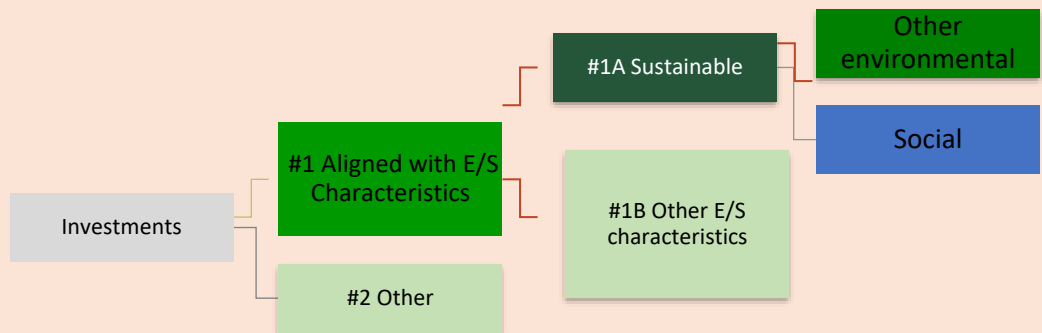 Investments
#1 Aligned with E/S
Characteristics
#2 Other
#1A Sustainable
#1B Other E/S
characteristics
Other
environmental
Social